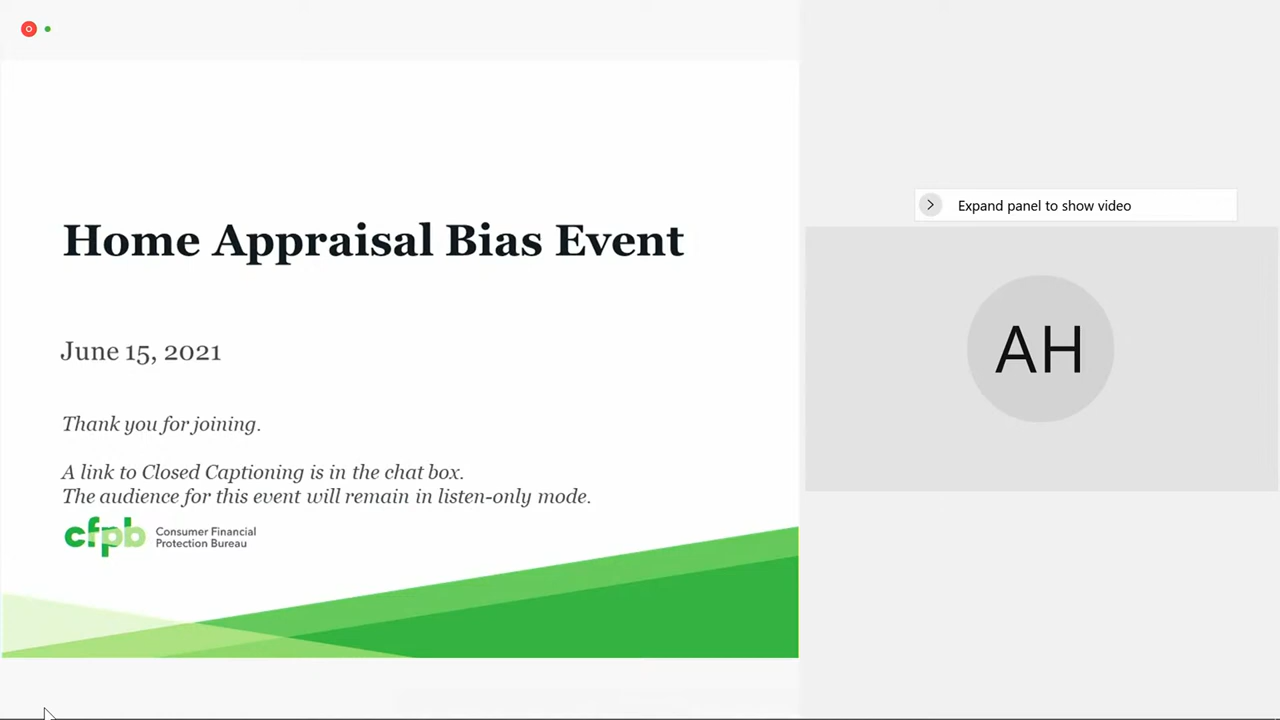 Home Appraisal Bias Event
June 15, 2021
Thank you for joining.
A link to Closed Captioning is in the chat box.
The audience for this event will remain in listen-only mode.
cfpb
Consumer Financial
Protection Bureau
Expand panel to show video
AH